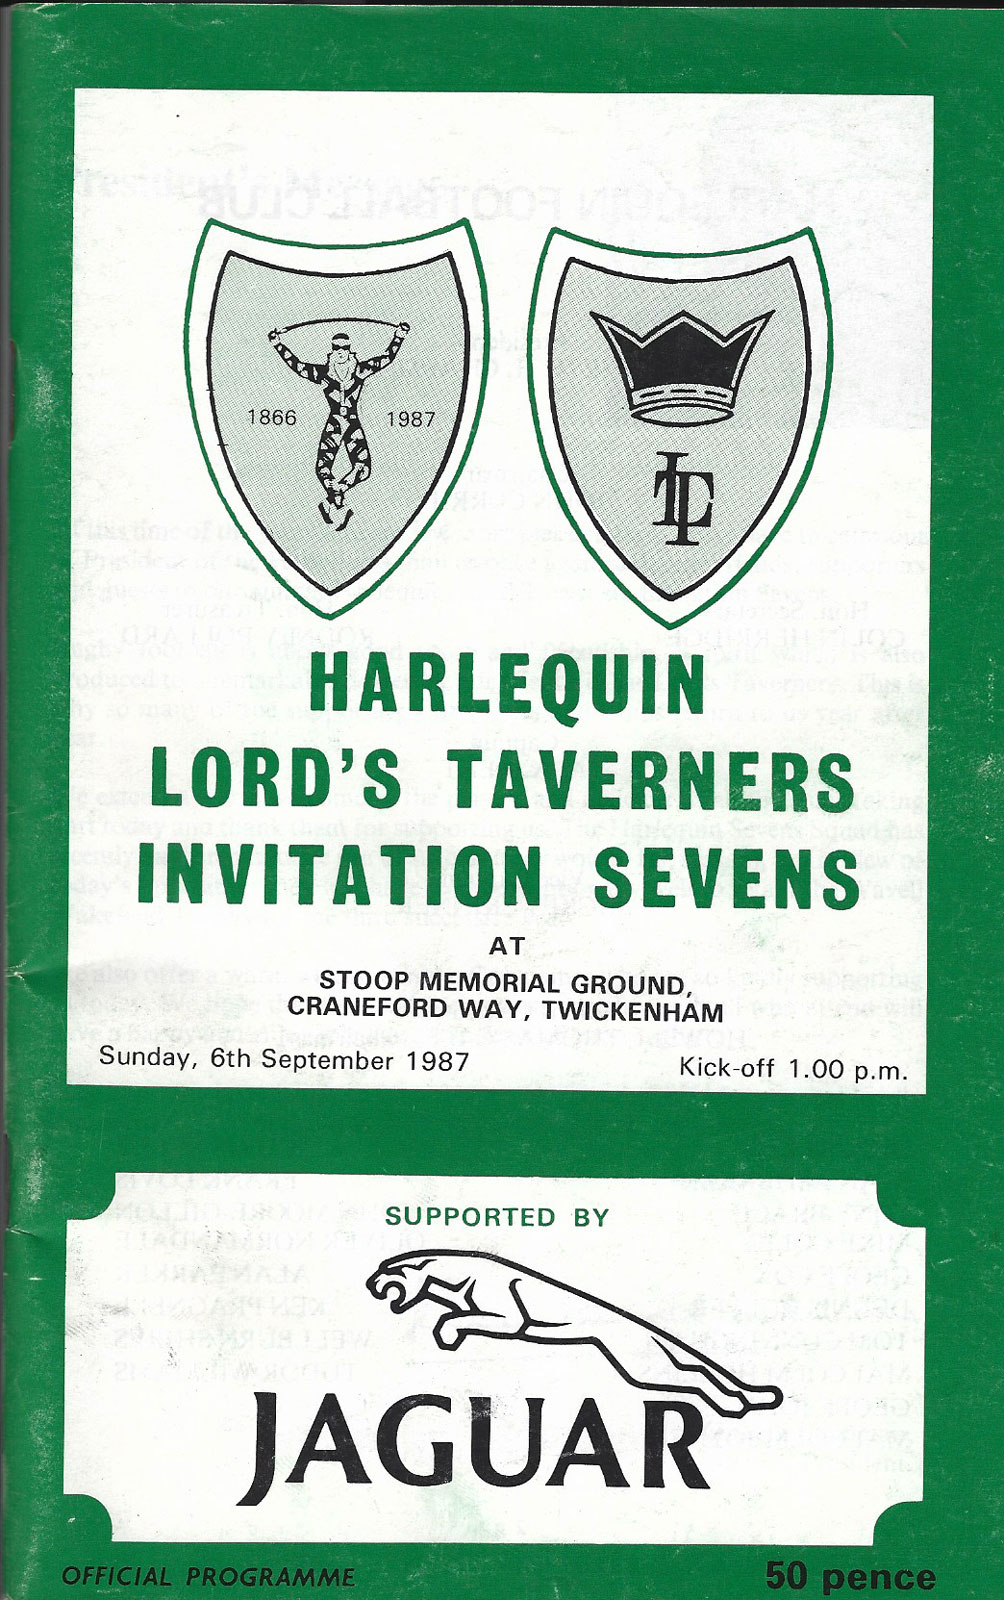 1866 1987
LT
HARLEQUIN
LORD'S TAVERNERS
INVITATION SEVENS
AT
STOOP MEMORIAL GROUND,
CRANEFORD WAY, TWICKENHAM
Sunday, 6th September 1987 Kick-off 1.00 p.m.
SUPPORTED BY
JAGUAR
OFFICIAL PROGRAMME 50 pence